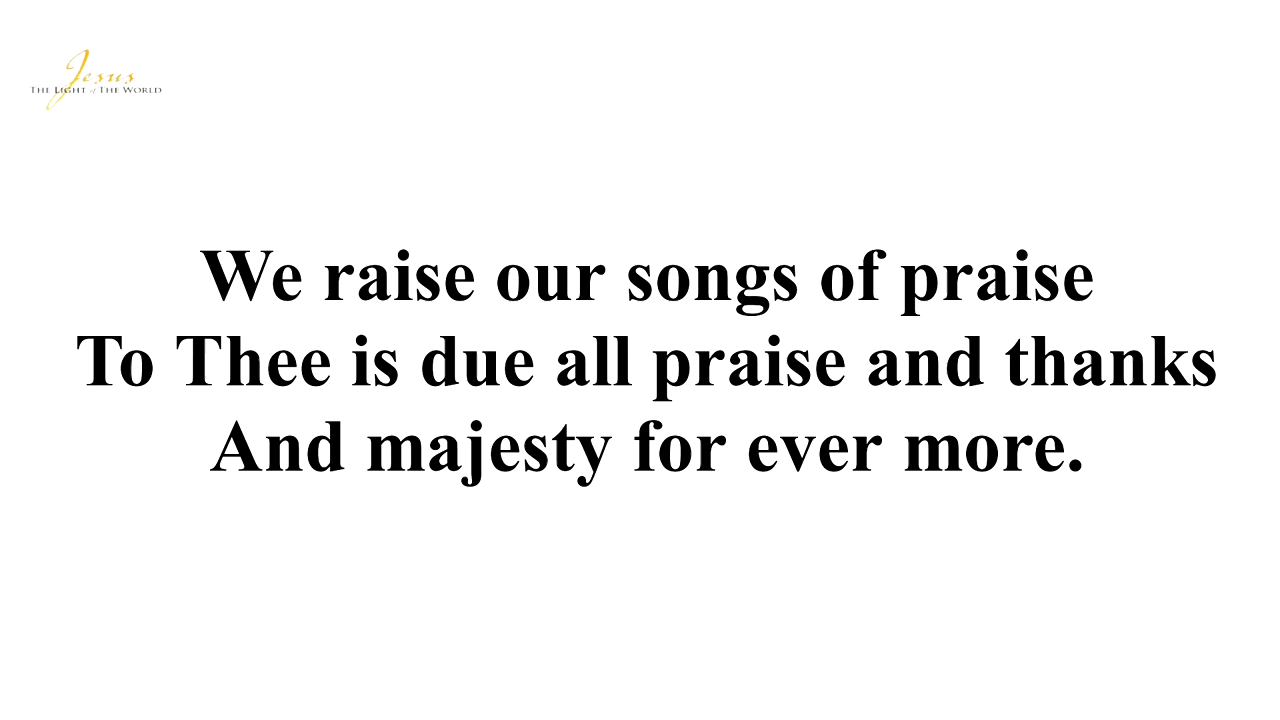 Jesus
THE LIGHT of THE WORLD
We raise our songs of praise
To Thee is due all praise and thanks
And majesty for ever more.